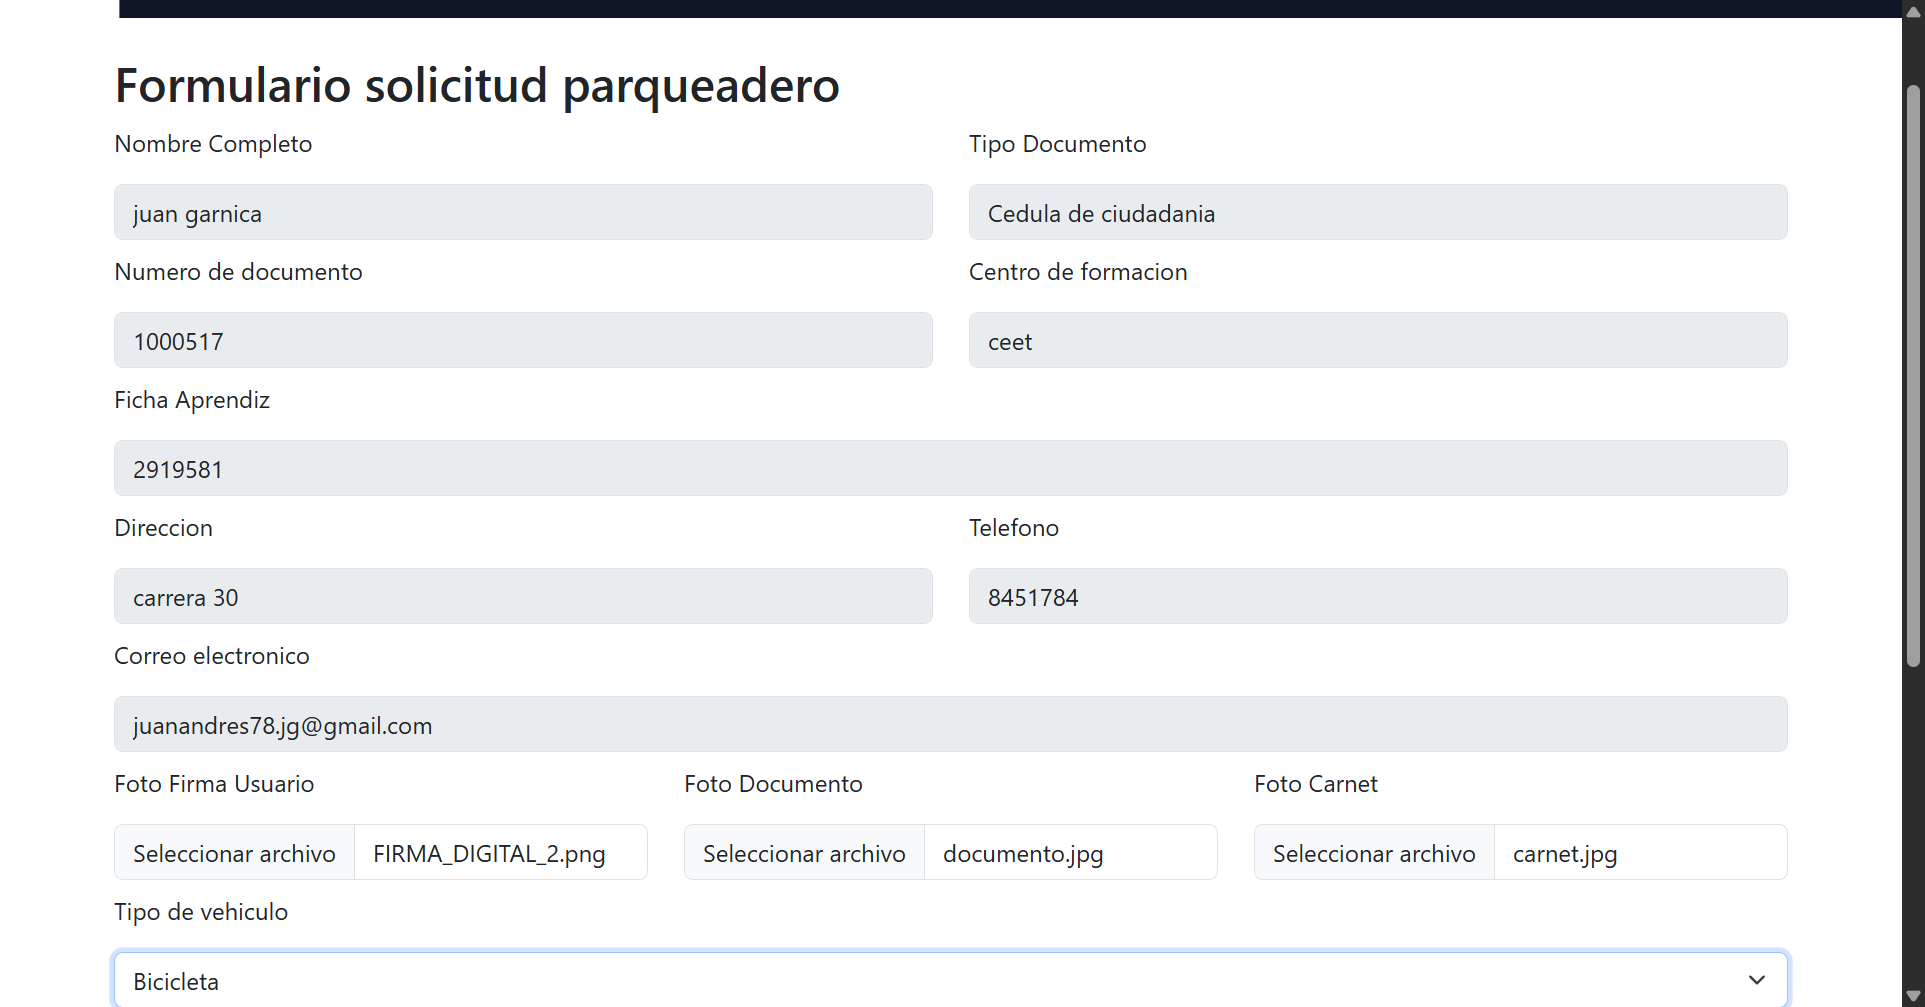 Formulario solicitud parqueadero
Nombre Completo
Tipo Documento
juan garnica
Cedula de ciudadania
Numero de documento
Centro de formacion
1000517
ceet
Ficha Aprendiz
2919581
Direccion
Telefono
carrera 30
8451784
Correo electronico
juanandres78.jg@gmail.com
Foto Firma Usuario
Foto Documento
Foto Carnet
Seleccionar archivo FIRMA_DIGITAL_2.png
Seleccionar archivo documento.jpg
Seleccionar archivo carnet.jpg
Tipo de vehiculo
Bicicleta